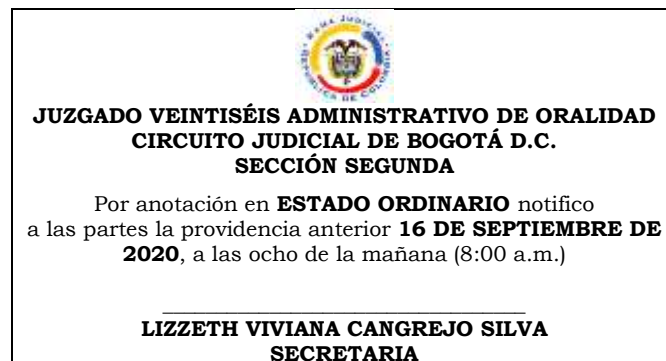 JUZGADO VEINTISÉIS ADMINISTRATIVO DE ORALIDAD
CIRCUITO JUDICIAL DE BOGOTÁ D.C.
SECCIÓN SEGUNDA
Por anotación en ESTADO ORDINARIO notifico
a las partes la providencia anterior 16 DE SEPTIEMBRE DE
2020, a las ocho de la mañana (8:00 a.m.)
LIZZETH VIVIANA CANGREJO SILVA
SECRETARIA